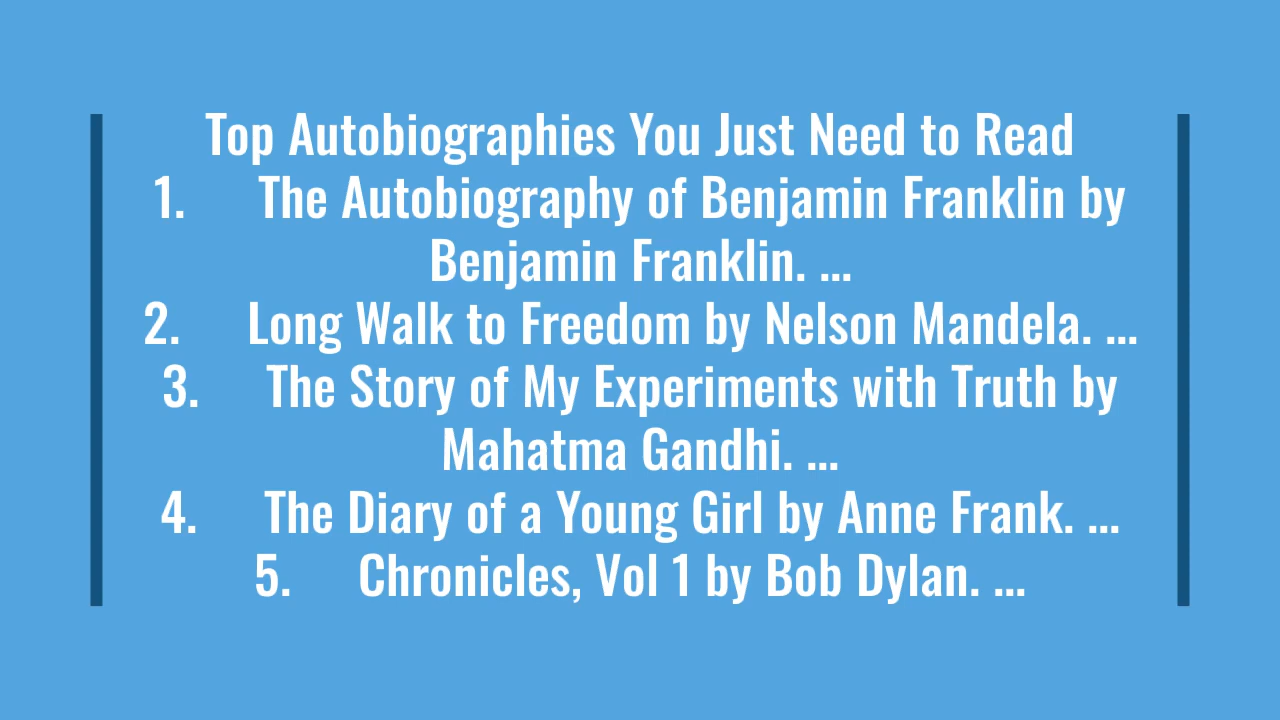 Top Autobiographies You Just Need to Read
1. The Autobiography of Benjamin Franklin by
Benjamin Franklin. ...
2. Long Walk to Freedom by Nelson Mandela. ...
3. The Story of My Experiments with Truth by
Mahatma Gandhi. ...
4. The Diary of a Young Girl by Anne Frank. ...
5. Chronicles, Vol 1 by Bob Dylan. ...